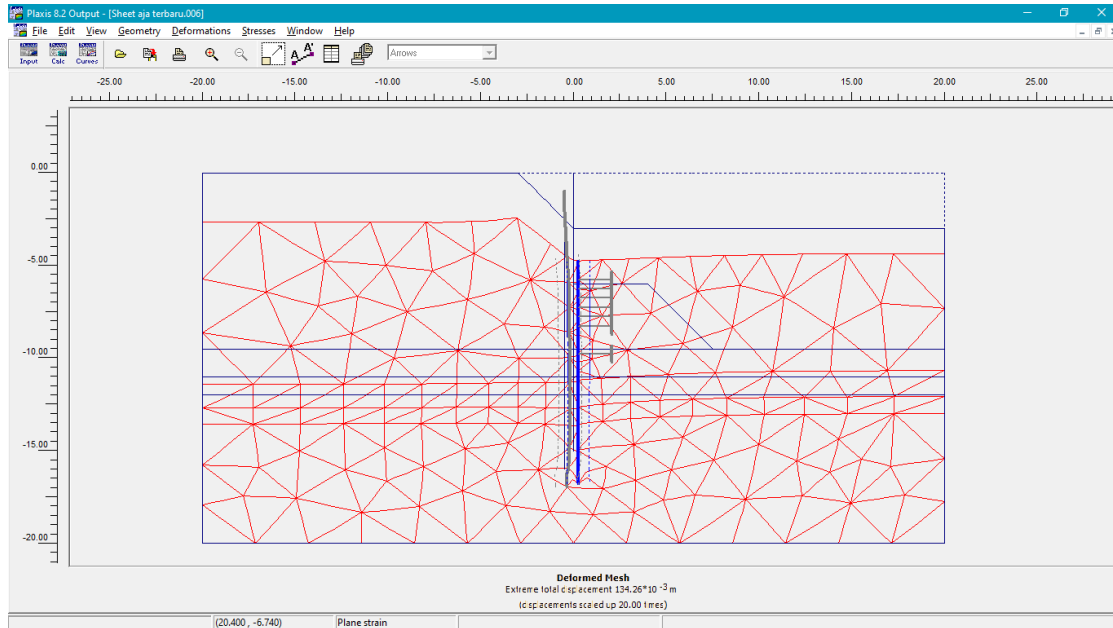 Plaxis 8.2 Output - [Sheet aja terbaru.006]
File Edit View Geometry Deformations Stresses Window Help
Input Calc Curves A A' Arrows
-25.00 -20.00 -15.00 -10.00 -5.00 0.00 5.00 10.00 15.00 20.00 25.00
0.00
-5.00
-10.00
-15.00
-20.00
Deformed Mesh
Extreme total displacement 134.26*10 -3 m
(displacements scaled up 20.00 times)
(20.400 , -6.740) Plane strain